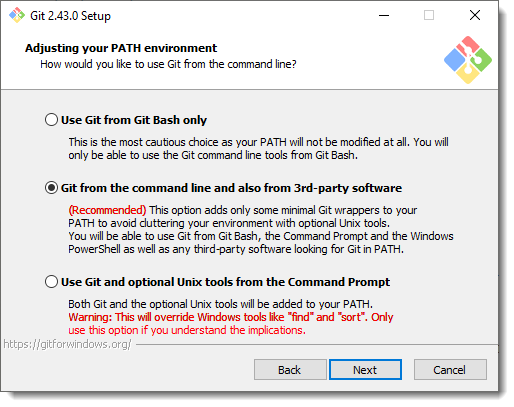 Git 2.43.0 Setup
Adjusting your PATH environment
How would you like to use Git from the command line?
Use Git from Git Bash only
This is the most cautious choice as your PATH will not be modified at all. You will
only be able to use the Git command line tools from Git Bash.
Git from the command line and also from 3rd-party software
(Recommended) This option adds only some minimal Git wrappers to your
PATH to avoid cluttering your environment with optional Unix tools.
You will be able to use Git from Git Bash, the Command Prompt and the Windows
PowerShell as well as any third-party software looking for Git in PATH.
Use Git and optional Unix tools from the Command Prompt
Both Git and the optional Unix tools will be added to your PATH.
Warning: This will override Windows tools like "find" and "sort". Only
use this option if you understand the implications.
https://gitforwindows.org/
Back Next Cancel